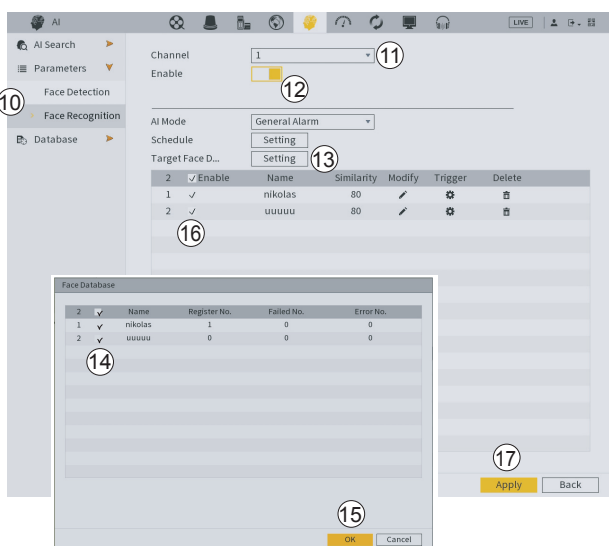 AI
LIVE
AI Search
Parameters
Face Detection
10
Face Recognition
Database
Channel
1
11
Enable
12
AI Mode
General Alarm
Schedule
Setting
Target Face D...
Setting
13
2 Enable Name Similarity Modify Trigger Delete
1 nikolas 80
2 uuuuu 80
16
Face Database
2 Name Register No. Failed No. Error No.
1 nikolas 1 0 0
2 uuuuu 0 0 0
14
15
OK
Cancel
17
Apply
Back